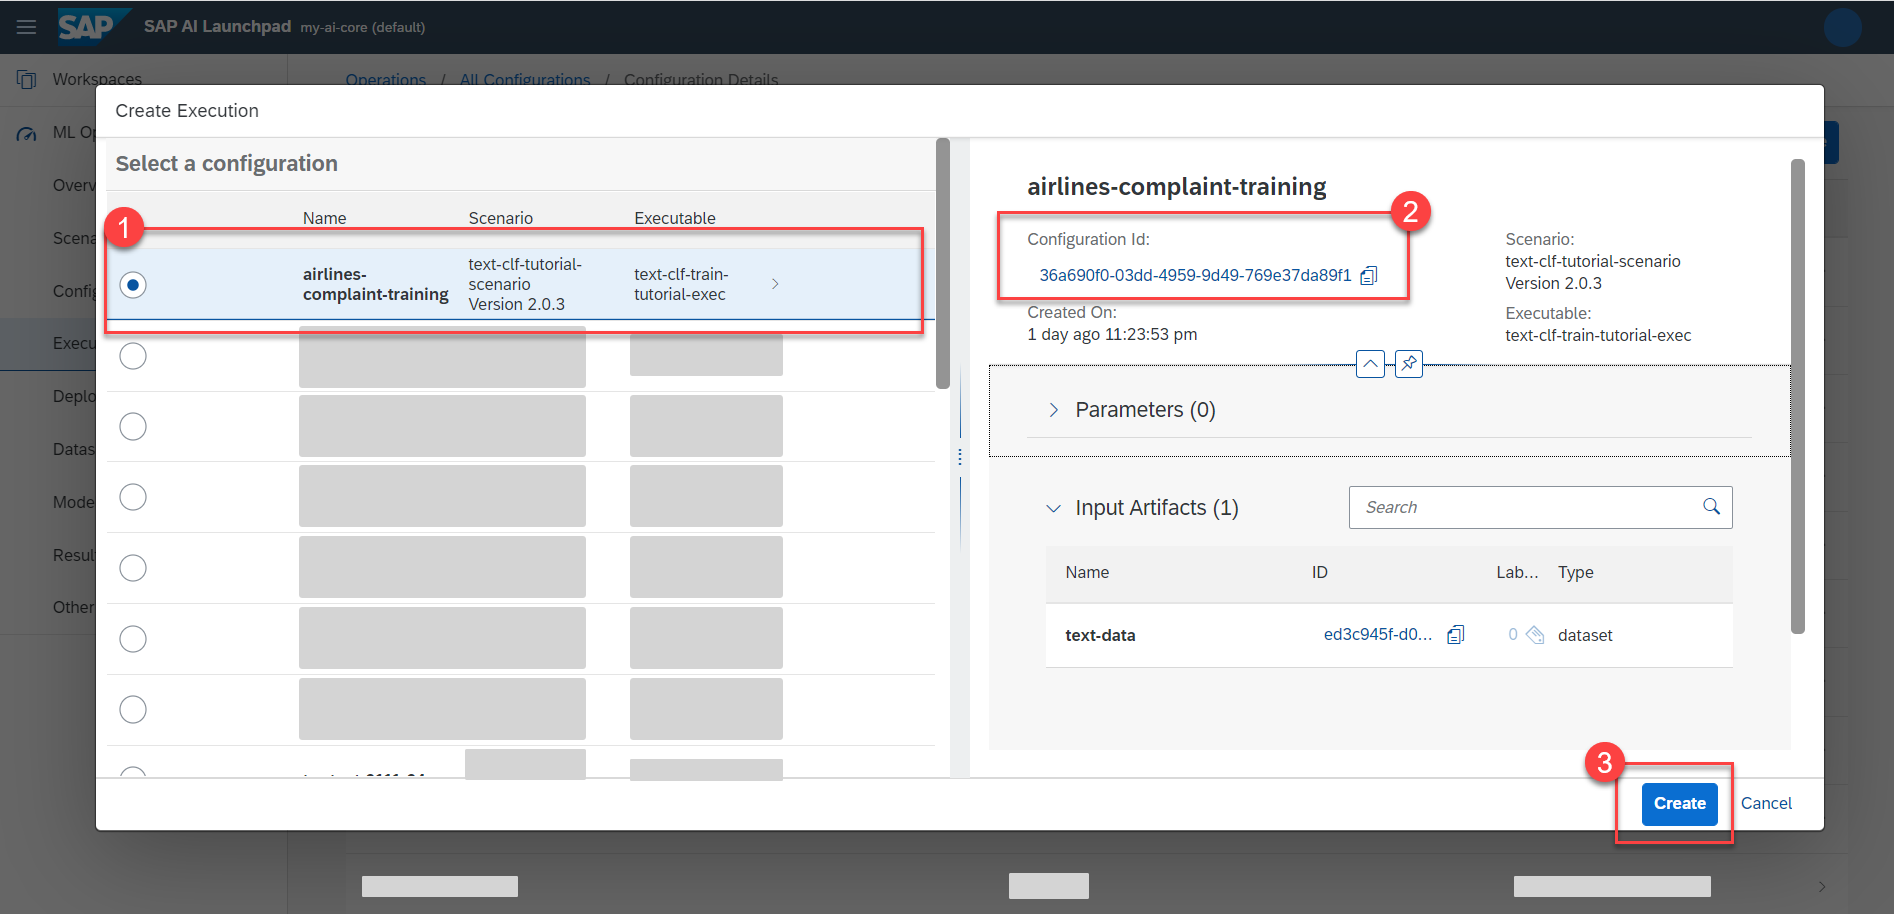 SAP SAP AI Launchpad my-ai-core (default)
Workspaces
Operations / All Configurations / Configuration Details
Create Execution
ML Op
Select a configuration
airlines-complaint-training
Overv
Name Scenario Executable
1
2
Scena
Configuration Id:
Scenario:
36a690f0-03dd-4959-9d49-769e37da89f1
text-clf-tutorial-scenario
Version 2.0.3
airlines-
complaint-training
text-clf-tutorial-
scenario
Version 2.0.3
text-clf-train-
tutorial-exec
Config
Created On:
1 day ago 11:23:53 pm
Executable:
text-clf-train-tutorial-exec
Execu
Deplo
Parameters (0)
Datas
Mode
Input Artifacts (1)
Search
Resul
Name ID Lab... Type
Other
text-data ed3c945f-d0... 0 dataset
3
Create Cancel